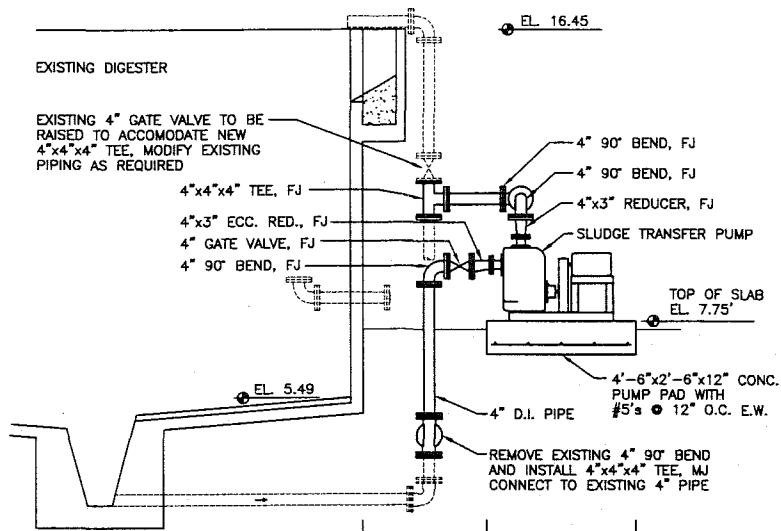 EL. 16.45
EXISTING DIGESTER
EXISTING 4" GATE VALVE TO BE
RAISED TO ACCOMODATE NEW
4"x4"x4" TEE, MODIFY EXISTING
PIPING AS REQUIRED
4" 90° BEND, FJ
4" 90° BEND, FJ
4"x3" REDUCER, FJ
SLUDGE TRANSFER PUMP
4"x4"x4" TEE, FJ
4"x3" ECC. RED., FJ
4" GATE VALVE, FJ
4" 90° BEND, FJ
TOP OF SLAB
EL. 7.75'
4'-6"x2'-6"x12" CONC.
PUMP PAD WITH
#5's @ 12" O.C. E.W.
EL. 5.49
4" D.I. PIPE
REMOVE EXISTING 4" 90° BEND
AND INSTALL 4"x4"x4" TEE, MJ
CONNECT TO EXISTING 4" PIPE